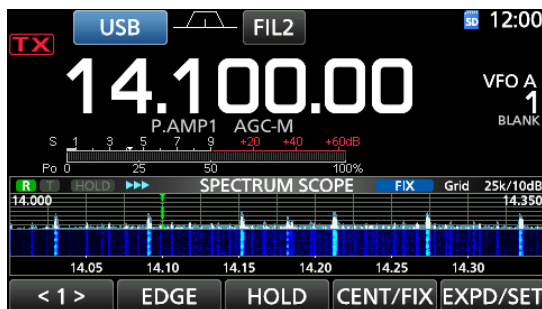 USB FIL2 SD 12:00
TX
14.100.00 VFO A
1
P.AMP1 AGC-M BLANK
S 1 3 5 7 9 +20 +40 +60dB
Po 0 25 50 100%
R T HOLD SPECTRUM SCOPE FIX Grid 25k/10dB
14.000 14.350
14.05 14.10 14.15 14.20 14.25 14.30
< 1 > EDGE HOLD CENT/FIX EXPD/SET